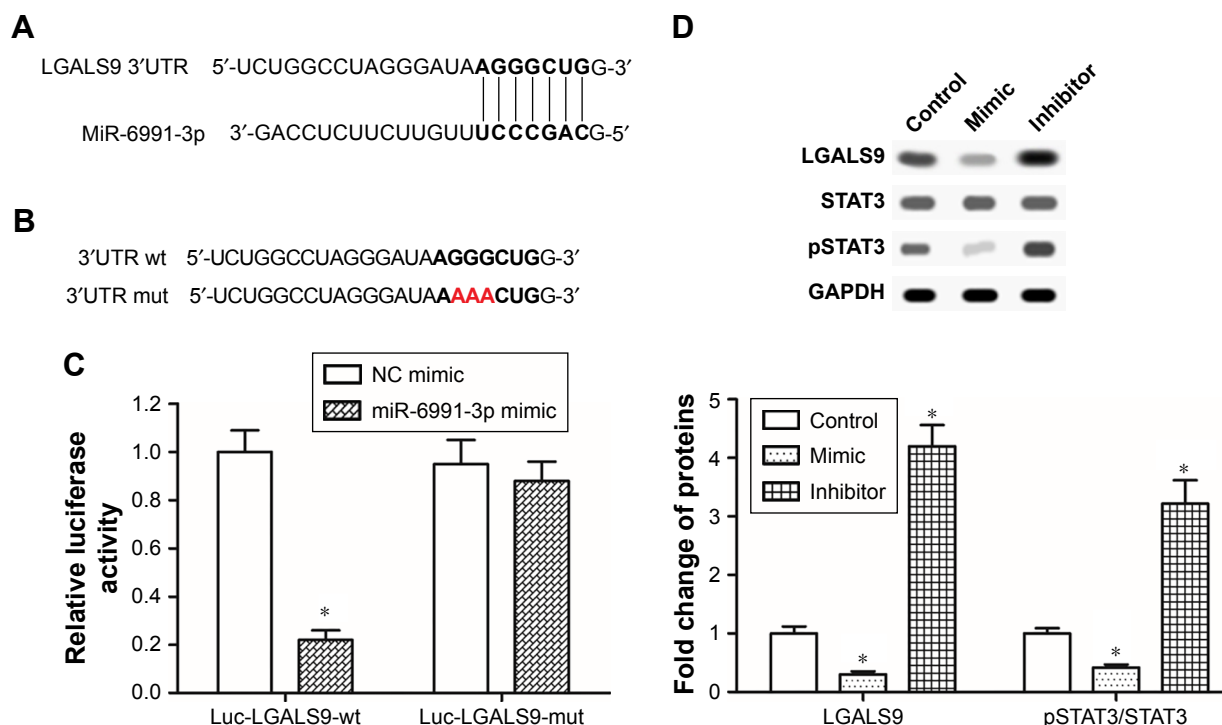 A
LGALS9 3′UTR 5′-UCUGGCCUAGGGAUAAGGGCUGG-3′
MiR-6991-3p 3′-GACCUCUUCUUGUUUCCCGACG-5′
B
3′UTR wt 5′-UCUGGCCUAGGGAUAAGGGCUGG-3′
3′UTR mut 5′-UCUGGCCUAGGGAUAAAAACUGG-3′
C
NC mimic
miR-6991-3p mimic
Relative luciferase
activity
1.2
1.0
0.8
0.6
0.4
0.2
0.0
*
Luc-LGALS9-wt Luc-LGALS9-mut
D
Control Mimic Inhibitor
LGALS9
STAT3
pSTAT3
GAPDH
Fold change of proteins
5
4
3
2
1
0
Control
Mimic
Inhibitor
* * * *
LGALS9 pSTAT3/STAT3